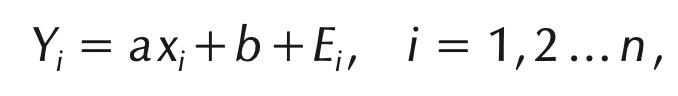 Yᵢ = axᵢ+b+Eᵢ, i = 1,2...n,